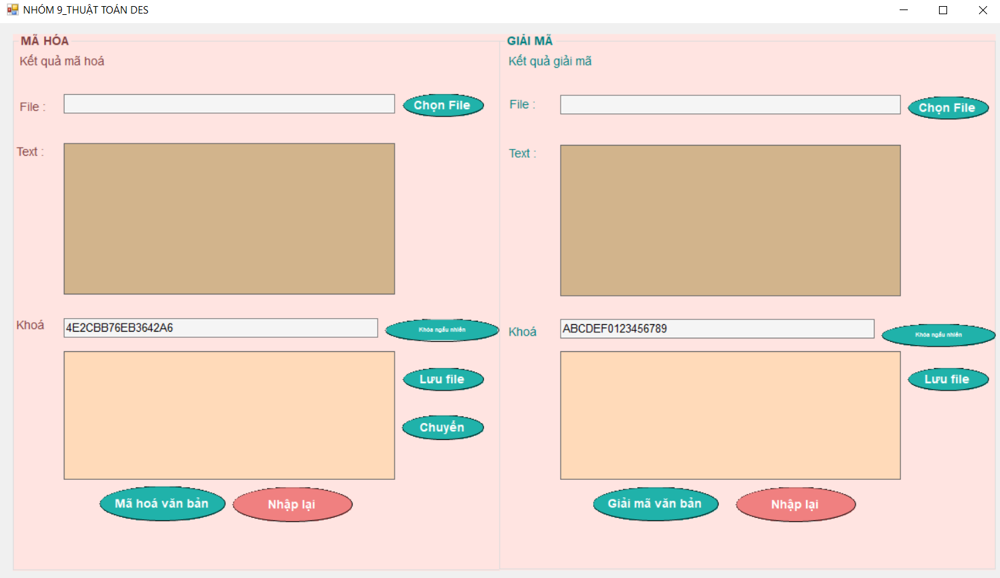 NHÓM 9_THUẬT TOÁN DES
MÃ HÓA
Kết quả mã hoá
File :
Chọn File
Text :
Khoá
4E2CBB76EB3642A6
Khóa ngẫu nhiên
Lưu file
Chuyển
Mã hoá văn bản
Nhập lại
GIẢI MÃ
Kết quả giải mã
File :
Chọn File
Text :
Khoá
ABCDEF0123456789
Khóa ngẫu nhiên
Lưu file
Giải mã văn bản
Nhập lại